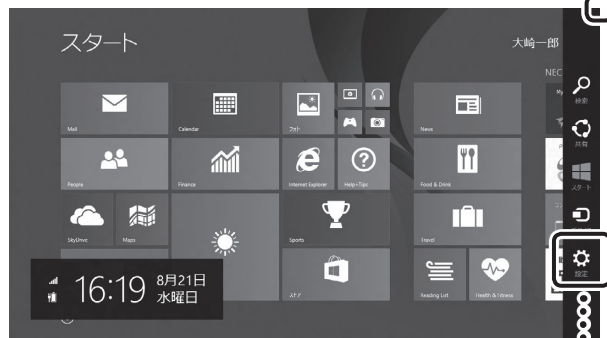 スタート
大崎一郎
NEC
検索
My
Mail
Calendar
フォト
News
共有
People
Finance
Internet Explorer
Help+Tips
Food & Drink
スタート
SkyDrive
Maps
Sports
Travel
設定
16:19
8月21日
水曜日
ストア
Reading List
Health & Fitness